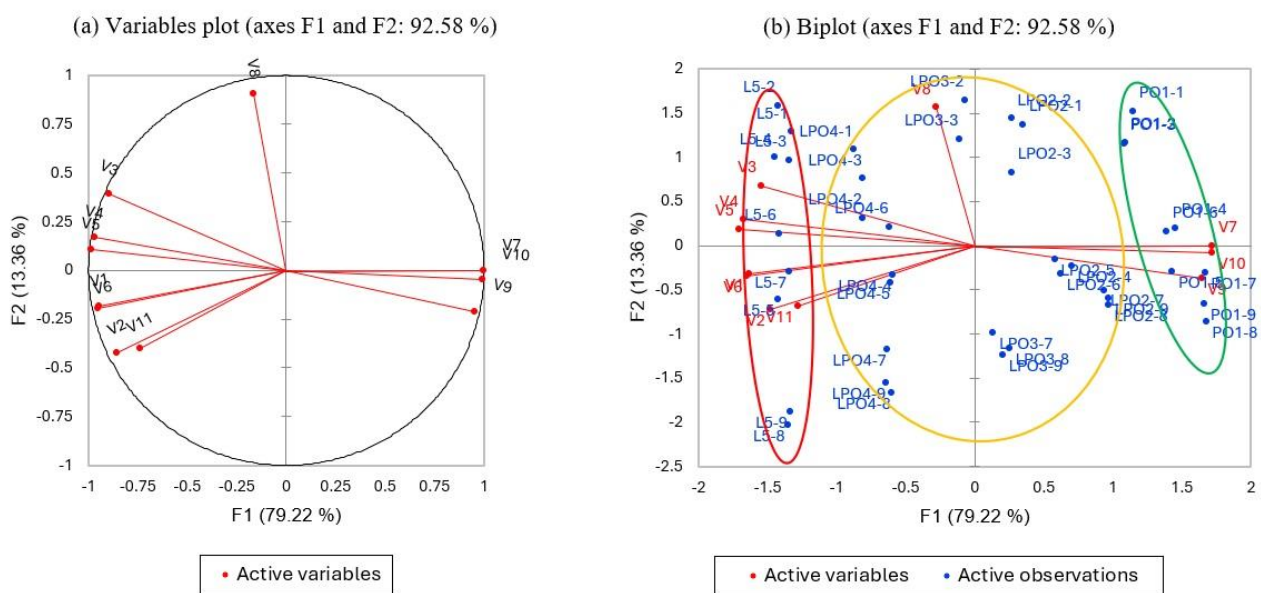 (a) Variables plot (axes F1 and F2: 92.58 %)
V8
1
0.75
V3
0.5
0.25
V4
V5
V7
V10
0
V9
V1
V6
-0.25
V2
V11
-0.5
-0.75
-1
-1 -0.75 -0.5 -0.25 0 0.25 0.5 0.75 1
F2 (13.36 %)
F1 (79.22 %)
Active variables
(b) Biplot (axes F1 and F2: 92.58 %)
2
L5-2
LPO3-2
V8
PO1-1
LPO2-2
LPO2-1
1.5
L5-1
LPO3-3
PO1-3
LPO4-1
L5-4
L5-3
LPO4-3
LPO2-3
1
V3
0.5
LPO4-2
V4
V5
L5-6
LPO4-6
PO1-4
PO1-6
V7
0
V10
LPO2-5
LPO2-4
LPO2-6
L5-7
V6
LPO4-4
LPO4-5
PO1-5
PO1-7
V9
-0.5
LPO2-7
LPO2-9
LPO2-8
V2
V11
PO1-9
PO1-8
-1
LPO4-7
LPO3-7
LPO3-8
LPO3-9
-1.5
LPO4-9
LPO4-8
-2
L5-9
L5-8
-2.5
-2 -1.5 -1 -0.5 0 0.5 1 1.5 2
F2 (13.36 %)
F1 (79.22 %)
Active variables Active observations